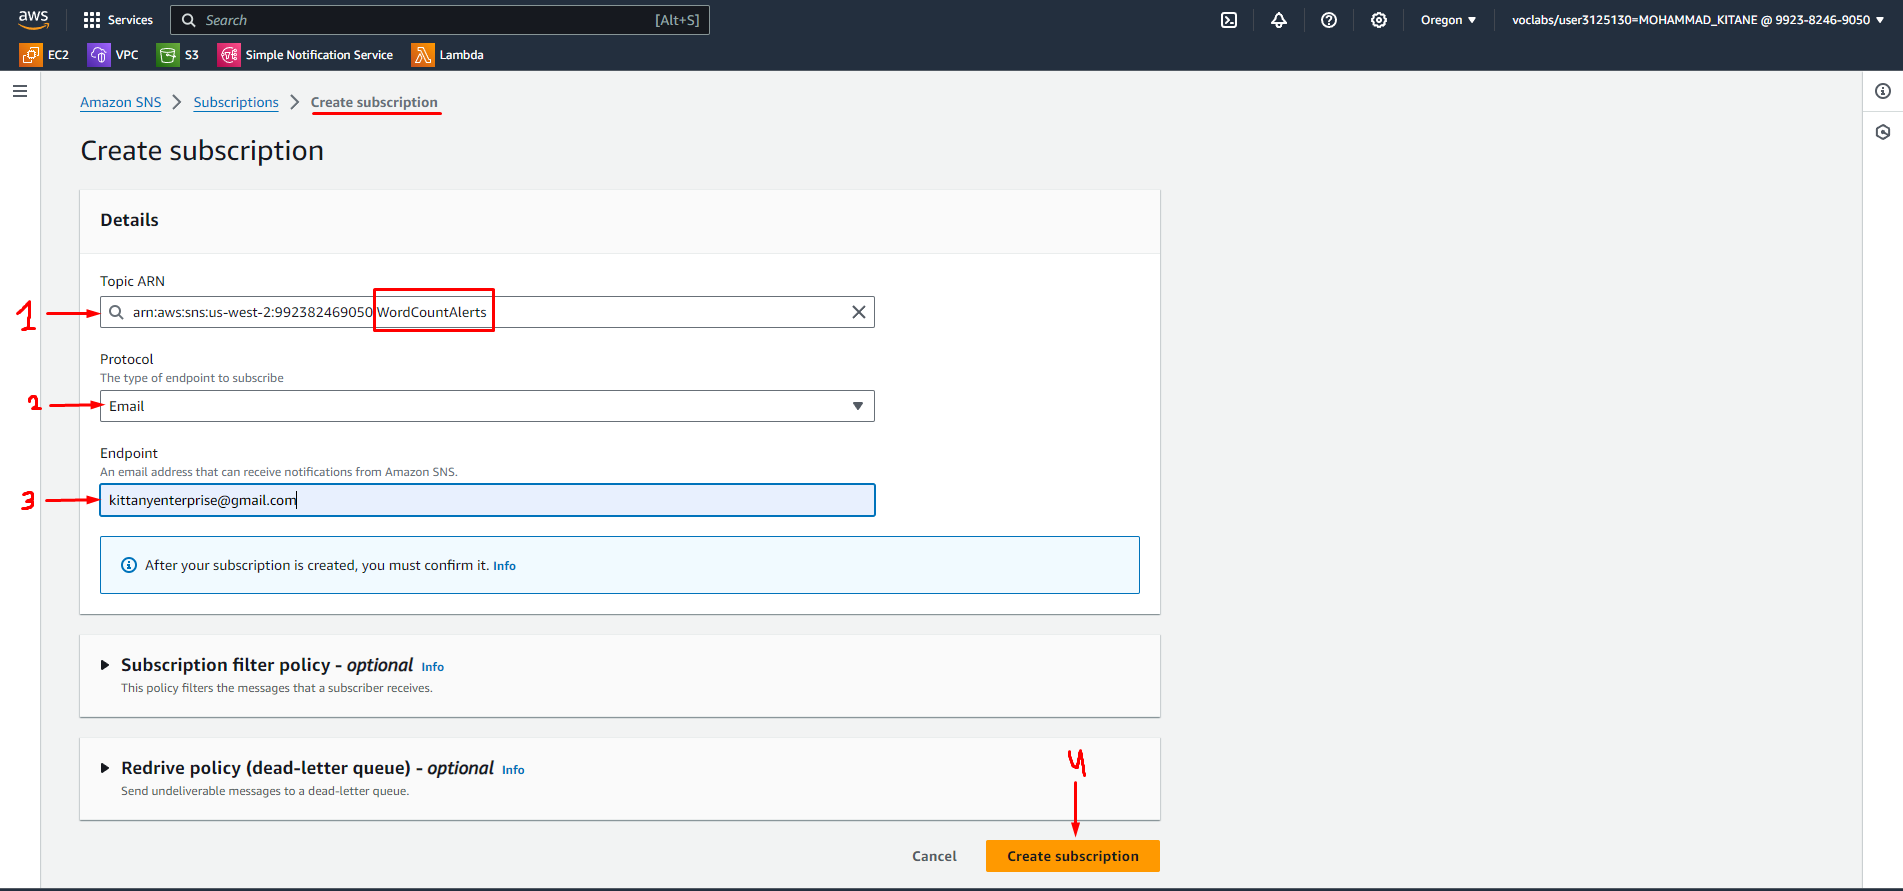 aws Services Search [Alt+S] Oregon voclabs/user3125130=MOHAMMAD_KITANE @ 9923-8246-9050
EC2 VPC S3 Simple Notification Service Lambda
Amazon SNS Subscriptions Create subscription
Create subscription
Details
Topic ARN
1 arn:aws:sns:us-west-2:992382469050:WordCountAlerts
Protocol
The type of endpoint to subscribe
2 Email
Endpoint
An email address that can receive notifications from Amazon SNS.
3 kittanyenterprise@gmail.com
After your subscription is created, you must confirm it. Info
Subscription filter policy - optional Info
This policy filters the messages that a subscriber receives.
Redrive policy (dead-letter queue) - optional Info
Send undeliverable messages to a dead-letter queue.
4
Cancel Create subscription